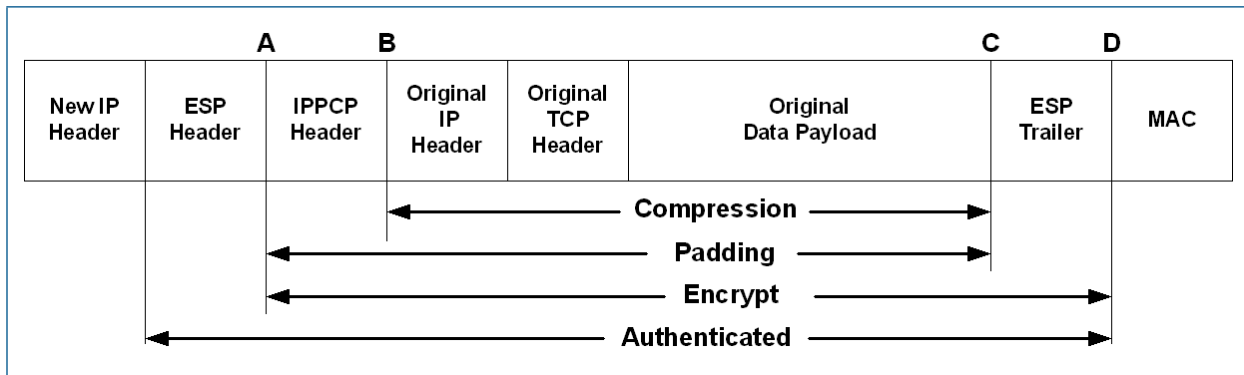 A B C D
New IP Header
ESP Header
IPPCP Header
Original IP Header
Original TCP Header
Original Data Payload
ESP Trailer
MAC
Compression
Padding
Encrypt
Authenticated